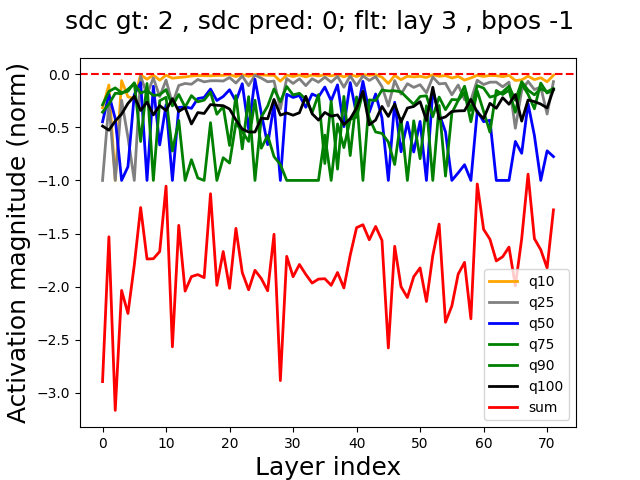 sdc gt: 2 , sdc pred: 0; flt: lay 3 , bpos -1
Activation magnitude (norm)
0.0
−0.5
−1.0
−1.5
−2.0
−2.5
−3.0
q10
q25
q50
q75
q90
q100
sum
0 10 20 30 40 50 60 70
Layer index